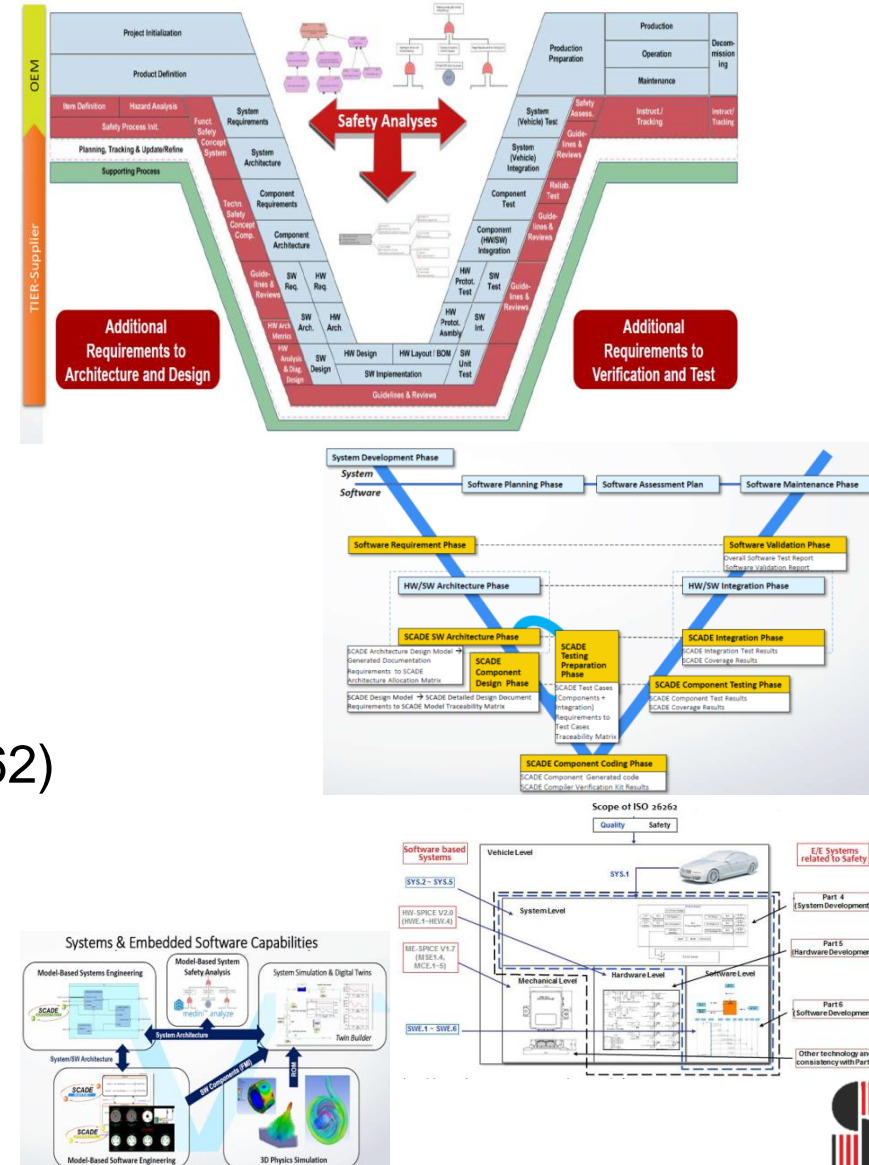 OEM
TIER-Supplier
Project Initialization
Product Definition
Item Definition
Hazard Analysis
Safety Process Init.
Planning, Tracking & Update/Refine
Supporting Process
Funct.
Safety
Concept
System
System
Requirements
System
Architecture
Techn.
Safety
Concept
Comp.
Component
Requirements
Component
Architecture
Guide-
lines &
Reviews
SW
Req.
HW
Req.
HW Arch
Metrics
SW
Arch.
HW
Arch.
HW
Analysis
& Diag.
Design
SW
Design
HW Design
HW Layout / BOM
SW Implementation
SW
Unit
Test
Guidelines & Reviews
Safety Analyses
Production
Preparation
Production
Operation
Maintenance
Decom-
mission
ing
System
(Vehicle) Test
Safety
Assess.
Instruct./
Tracking
Instruct/
Tracking
Guide-
lines &
Reviews
System
(Vehicle)
Integration
Component
Test
Reliab.
Test
Guide-
lines &
Reviews
Component
(HW/SW)
Integration
HW
Protot.
Test
SW
Test
Guide-
lines &
Reviews
HW
Protot.
Asmbly
SW
Int.
Additional
Requirements to
Architecture and Design
Additional
Requirements to
Verification and Test
System Development Phase
System
Software
Software Planning Phase
Software Assessment Plan
Software Maintenance Phase
Software Requirement Phase
Software Validation Phase
Overall Software Test Report
Software Validation Report
HW/SW Architecture Phase
HW/SW Integration Phase
SCADE SW Architecture Phase
SCADE Architecture Design Model →
Generated Documentation
Requirements to SCADE
Architecture Allocation Matrix
SCADE
Component
Design Phase
SCADE Design Model → SCADE Detailed Design Document
Requirements to SCADE Model Traceability Matrix
SCADE
Testing
Preparation
Phase
SCADE Test Cases
(Components +
Integration)
Requirements to
Test Cases
Traceability Matrix
SCADE Integration Phase
SCADE Integration Test Results
SCADE Coverage Results
SCADE Component Testing Phase
SCADE Component Test Results
SCADE Coverage Results
SCADE Component Coding Phase
SCADE Component Generated code
SCADE Compiler Verification Kit Results
62)
Scope of ISO 26262
Quality Safety
Software based
Systems
Vehicle Level
E/E Systems
related to Safety
SYS.1
SYS.2 ~ SYS.5
System Level
Part 4
(System Development)
HW-SPICE V2.0
(HWE.1~HEW.4)
ME-SPICE V1.7
(MSE1.4,
MCE.1~5)
Mechanical Level
Hardware Level
Software Level
Part 5
(Hardware Developmen
Part 6
(Software Developmen
SWE.1 ~ SWE.6
Other technology and
consistency with Part
Systems & Embedded Software Capabilities
Model-Based Systems Engineering
Model-Based System
Safety Analysis
System Simulation & Digital Twins
SCADE
medini analyze
Twin Builder
System Architecture
System/SW Architecture
SW Components (FMI)
ROM
SCADE
SCADE
Model-Based Software Engineering
3D Physics Simulation